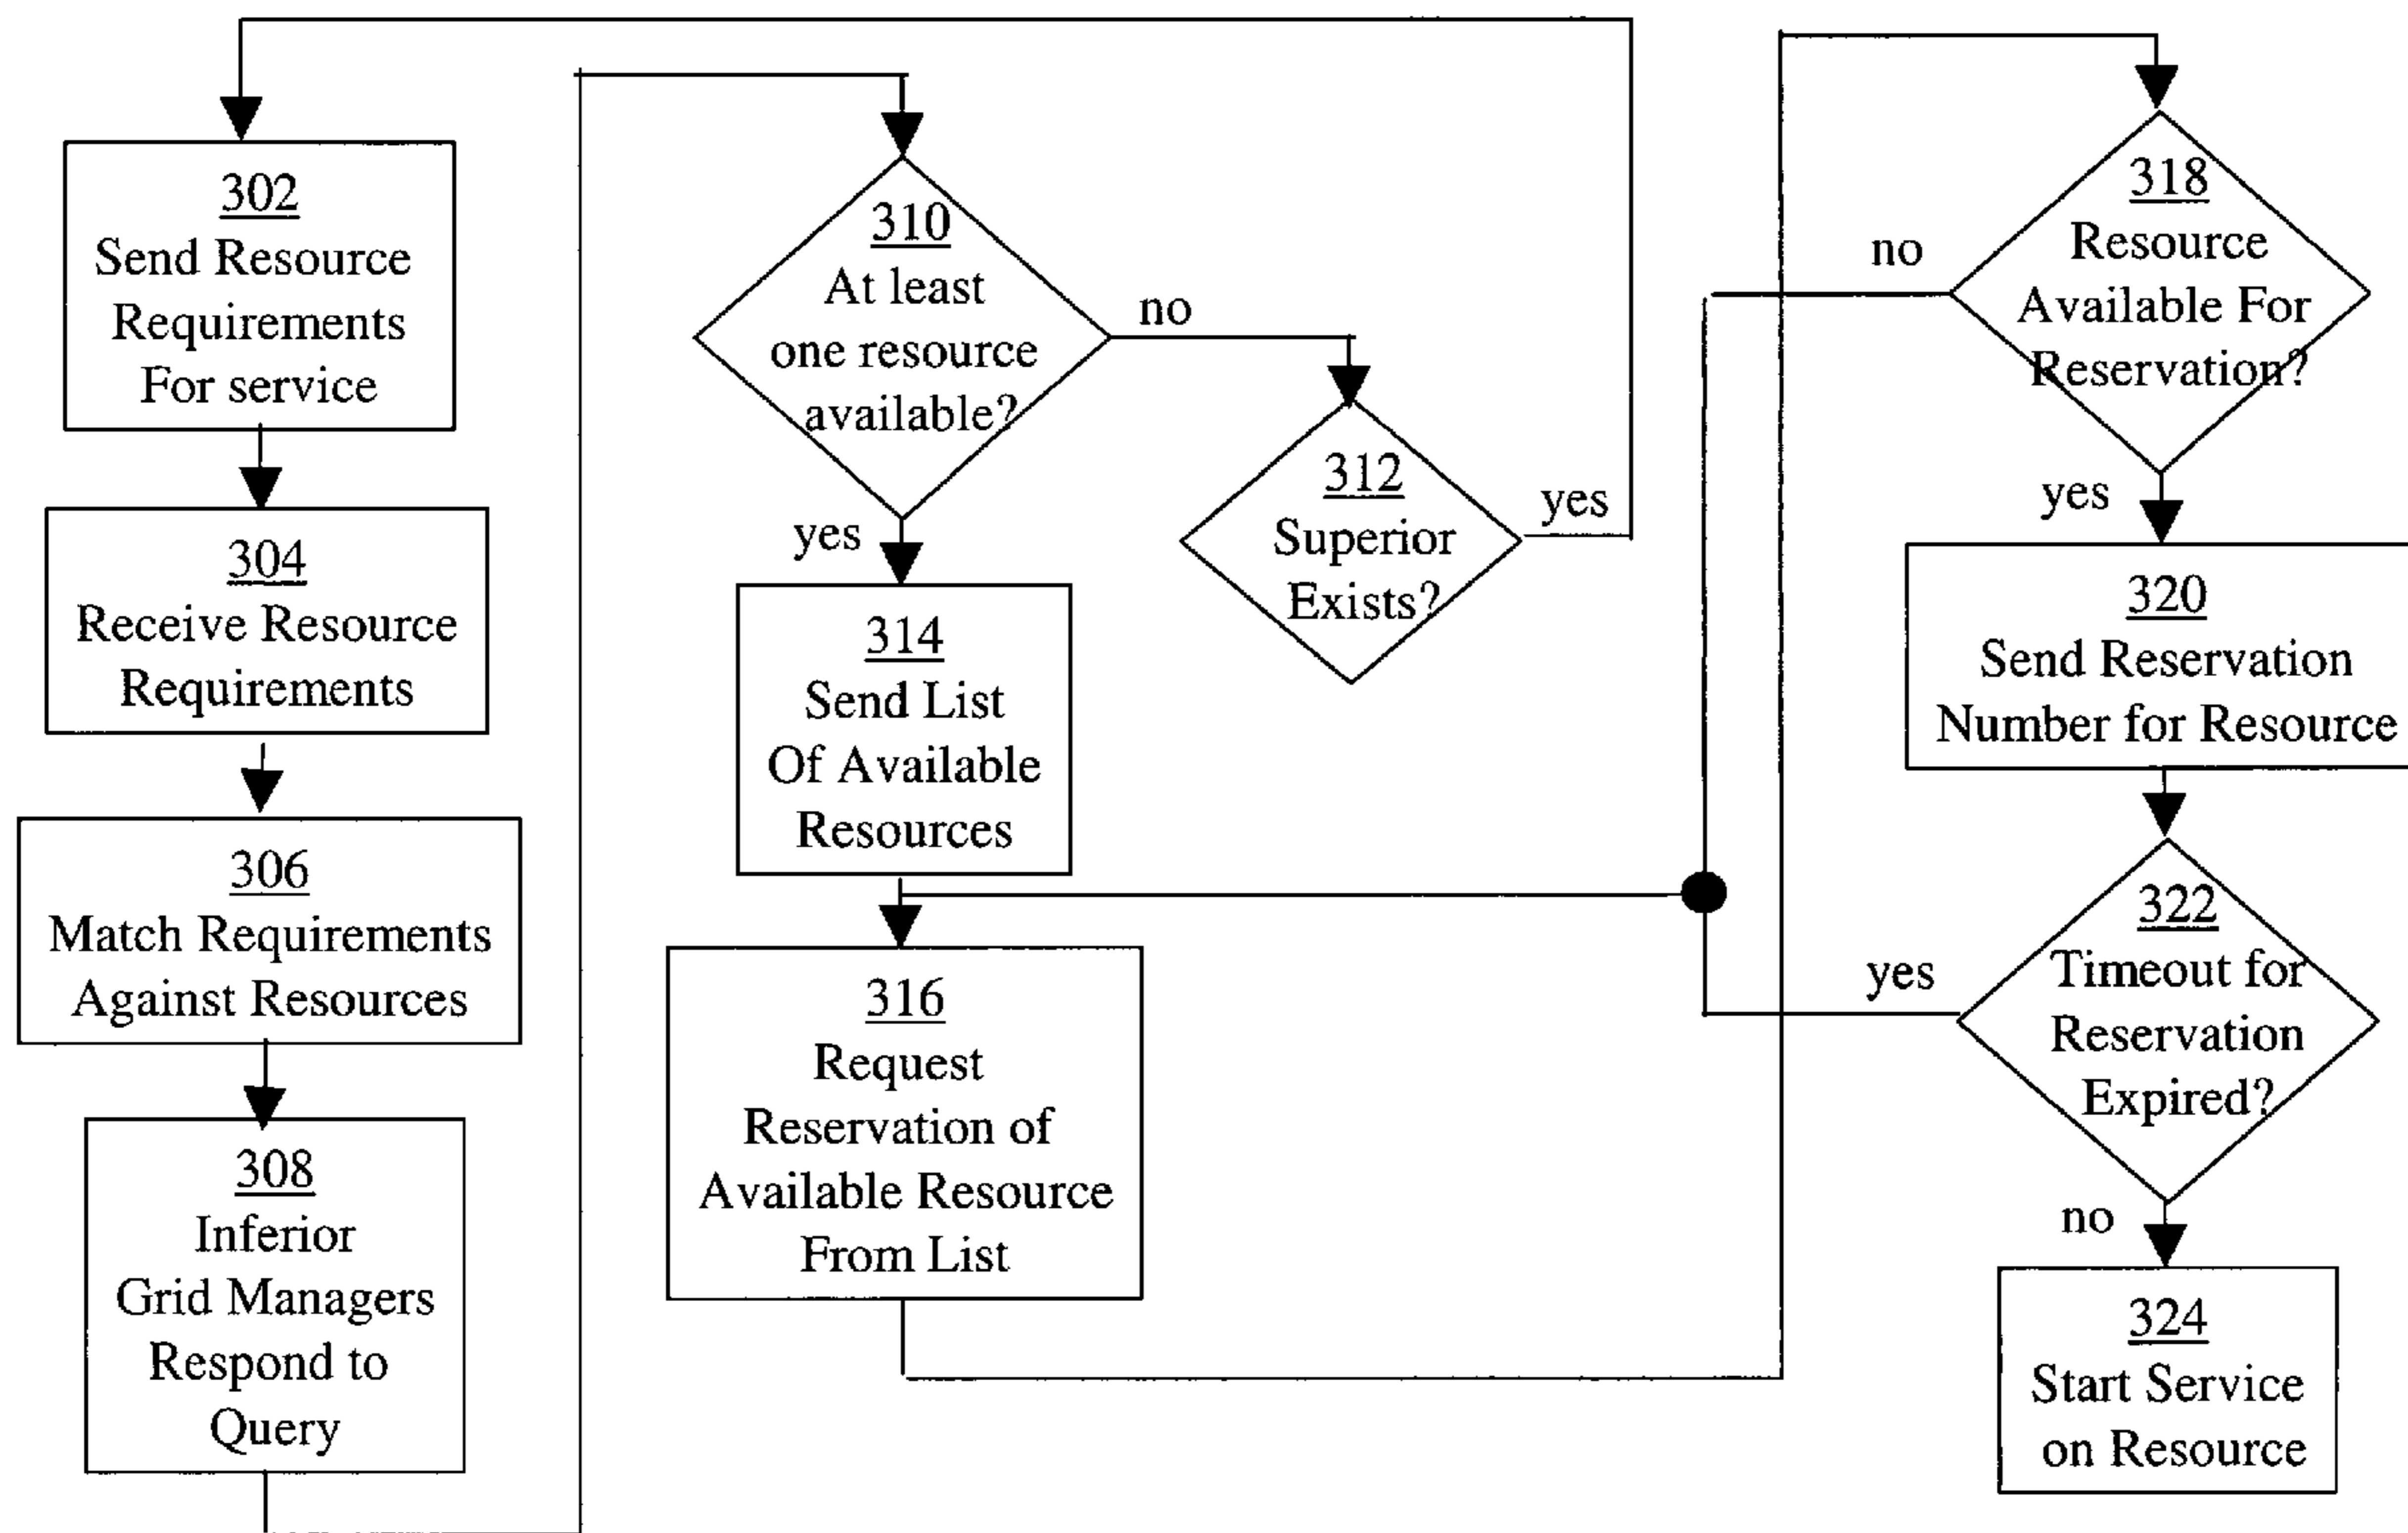 302
Send Resource
Requirements
For service
304
Receive Resource
Requirements
306
Match Requirements
Against Resources
308
Inferior
Grid Managers
Respond to
Query
310
At least
one resource
available?
no
yes
312
Superior
Exists?
yes
314
Send List
Of Available
Resources
316
Request
Reservation of
Available Resource
From List
318
Resource
Available For
Reservation?
no
yes
320
Send Reservation
Number for Resource
322
Timeout for
Reservation
Expired?
yes
no
324
Start Service
on Resource